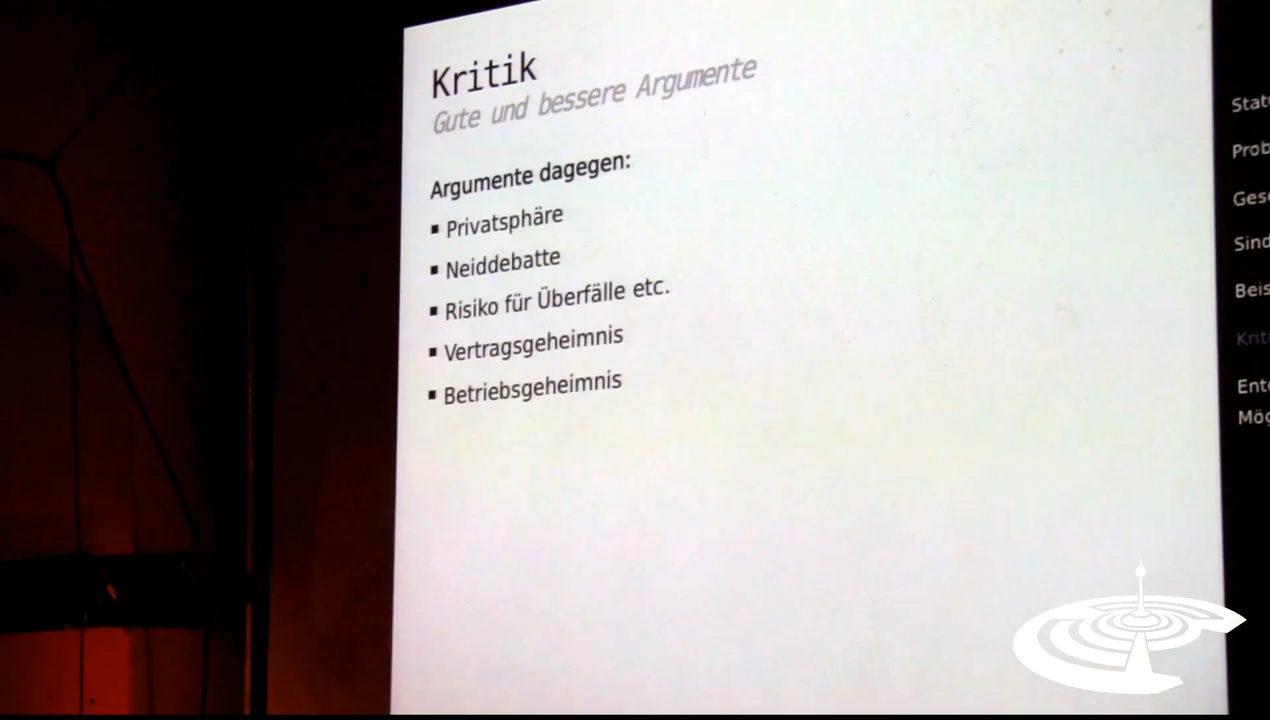 Kritik
Gute und bessere Argumente
Argumente dagegen:
▪ Privatsphäre
▪ Neiddebatte
▪ Risiko für Überfälle etc.
▪ Vertragsgeheimnis
▪ Betriebsgeheimnis